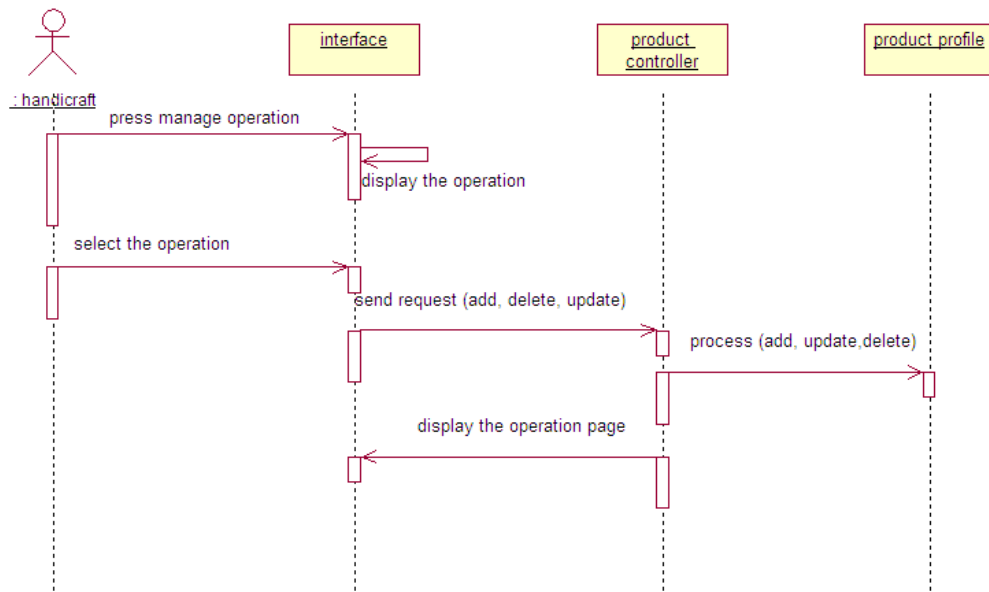 interface
product
controller
product profile
: handicraft
press manage operation
display the operation
select the operation
send request (add, delete, update)
process (add, update,delete)
display the operation page